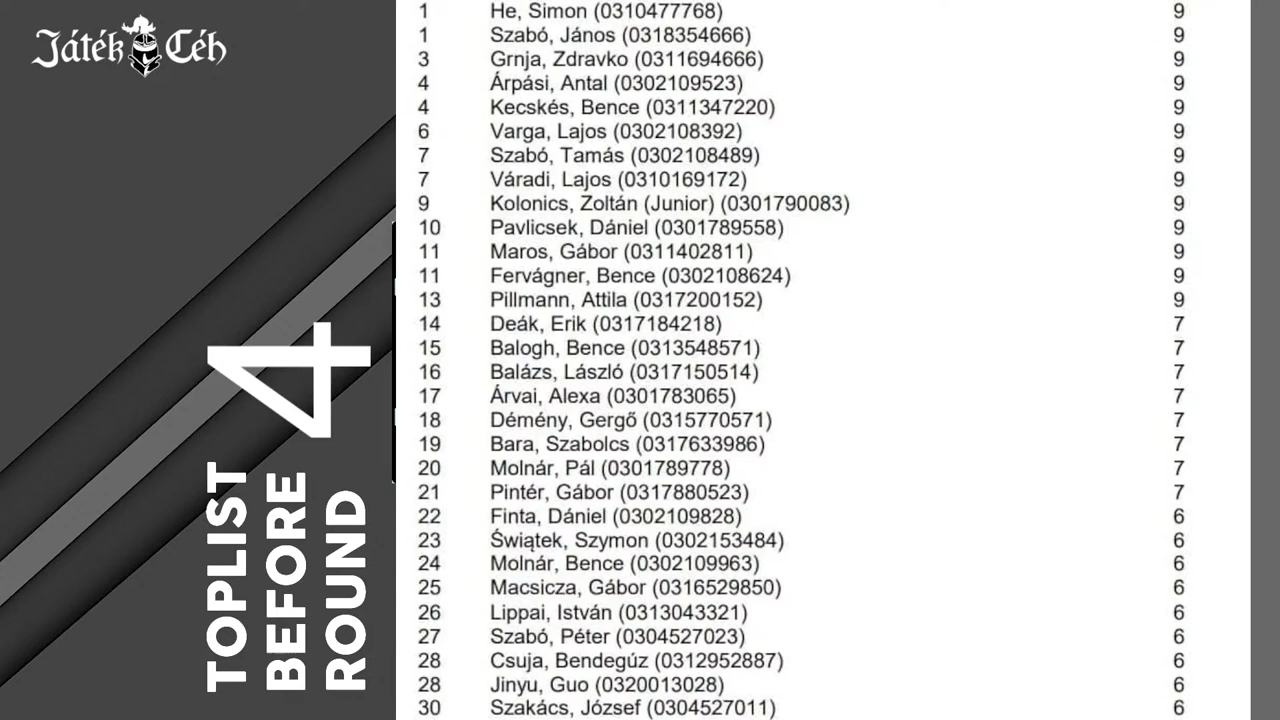 Játék Céh
TOPLIST
BEFORE
ROUND 4
1 He, Simon (0310477768) 9
1 Szabó, János (0318354666) 9
3 Grnja, Zdravko (0311694666) 9
4 Árpási, Antal (0302109523) 9
4 Kecskés, Bence (0311347220) 9
6 Varga, Lajos (0302108392) 9
7 Szabó, Tamás (0302108489) 9
7 Váradi, Lajos (0310169172) 9
9 Kolonics, Zoltán (Junior) (0301790083) 9
10 Pavlicsek, Dániel (0301789558) 9
11 Maros, Gábor (0311402811) 9
11 Fervágner, Bence (0302108624) 9
13 Pillmann, Attila (0317200152) 9
14 Deák, Erik (0317184218) 7
15 Balogh, Bence (0313548571) 7
16 Balázs, László (0317150514) 7
17 Árvai, Alexa (0301783065) 7
18 Démény, Gergő (0315770571) 7
19 Bara, Szabolcs (0317633986) 7
20 Molnár, Pál (0301789778) 7
21 Pintér, Gábor (0317880523) 7
22 Finta, Dániel (0302109828) 6
23 Świątek, Szymon (0302153484) 6
24 Molnár, Bence (0302109963) 6
25 Macsicza, Gábor (0316529850) 6
26 Lippai, István (0313043321) 6
27 Szabó, Péter (0304527023) 6
28 Csuja, Bendegúz (0312952887) 6
28 Jinyu, Guo (0320013028) 6
30 Szakács, József (0304527011) 6